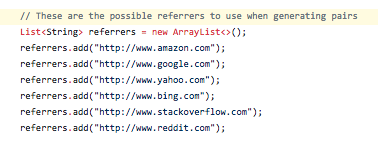 // These are the possible referrers to use when generating pairs
List<String> referrers = new ArrayList<>();
referrers.add("http://www.amazon.com");
referrers.add("http://www.google.com");
referrers.add("http://www.yahoo.com");
referrers.add("http://www.bing.com");
referrers.add("http://www.stackoverflow.com");
referrers.add("http://www.reddit.com");